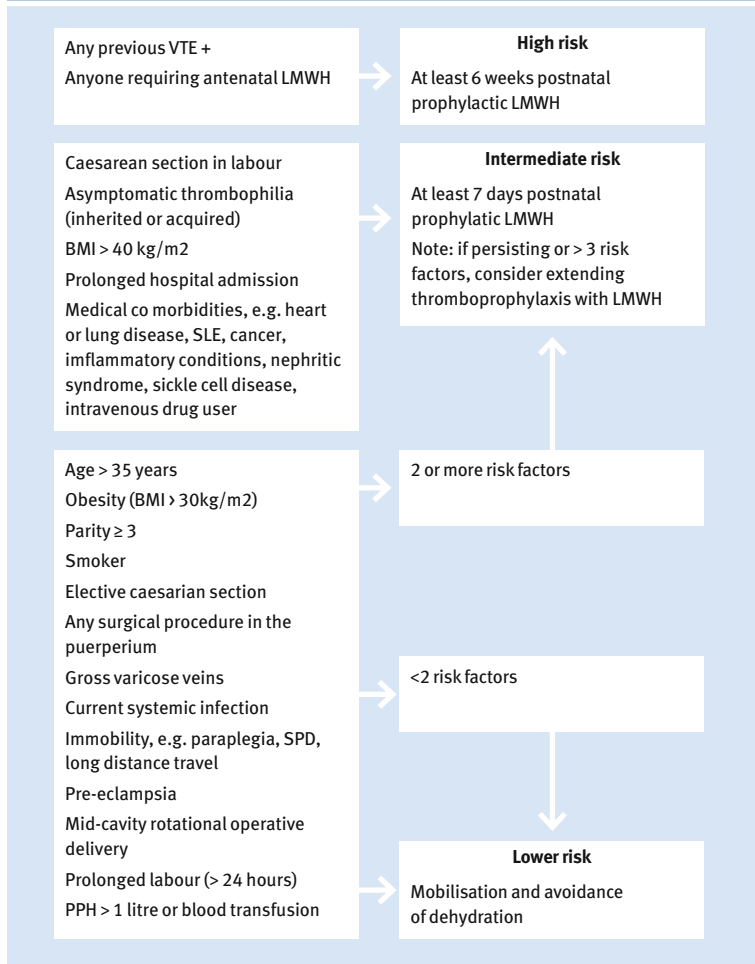 Any previous VTE +
Anyone requiring antenatal LMWH
High risk
At least 6 weeks postnatal
prophylactic LMWH
Caesarean section in labour
Asymptomatic thrombophilia
(inherited or acquired)
BMI > 40 kg/m2
Prolonged hospital admission
Medical co morbidities, e.g. heart
or lung disease, SLE, cancer,
imflammatory conditions, nephritic
syndrome, sickle cell disease,
intravenous drug user
Intermediate risk
At least 7 days postnatal
prophylatic LMWH
Note: if persisting or > 3 risk
factors, consider extending
thromboprophylaxis with LMWH
Age > 35 years
Obesity (BMI > 30kg/m2)
Parity ≥ 3
Smoker
Elective caesarian section
Any surgical procedure in the
puerperium
Gross varicose veins
Current systemic infection
Immobility, e.g. paraplegia, SPD,
long distance travel
Pre-eclampsia
Mid-cavity rotational operative
delivery
Prolonged labour (> 24 hours)
PPH > 1 litre or blood transfusion
2 or more risk factors
<2 risk factors
Lower risk
Mobilisation and avoidance
of dehydration